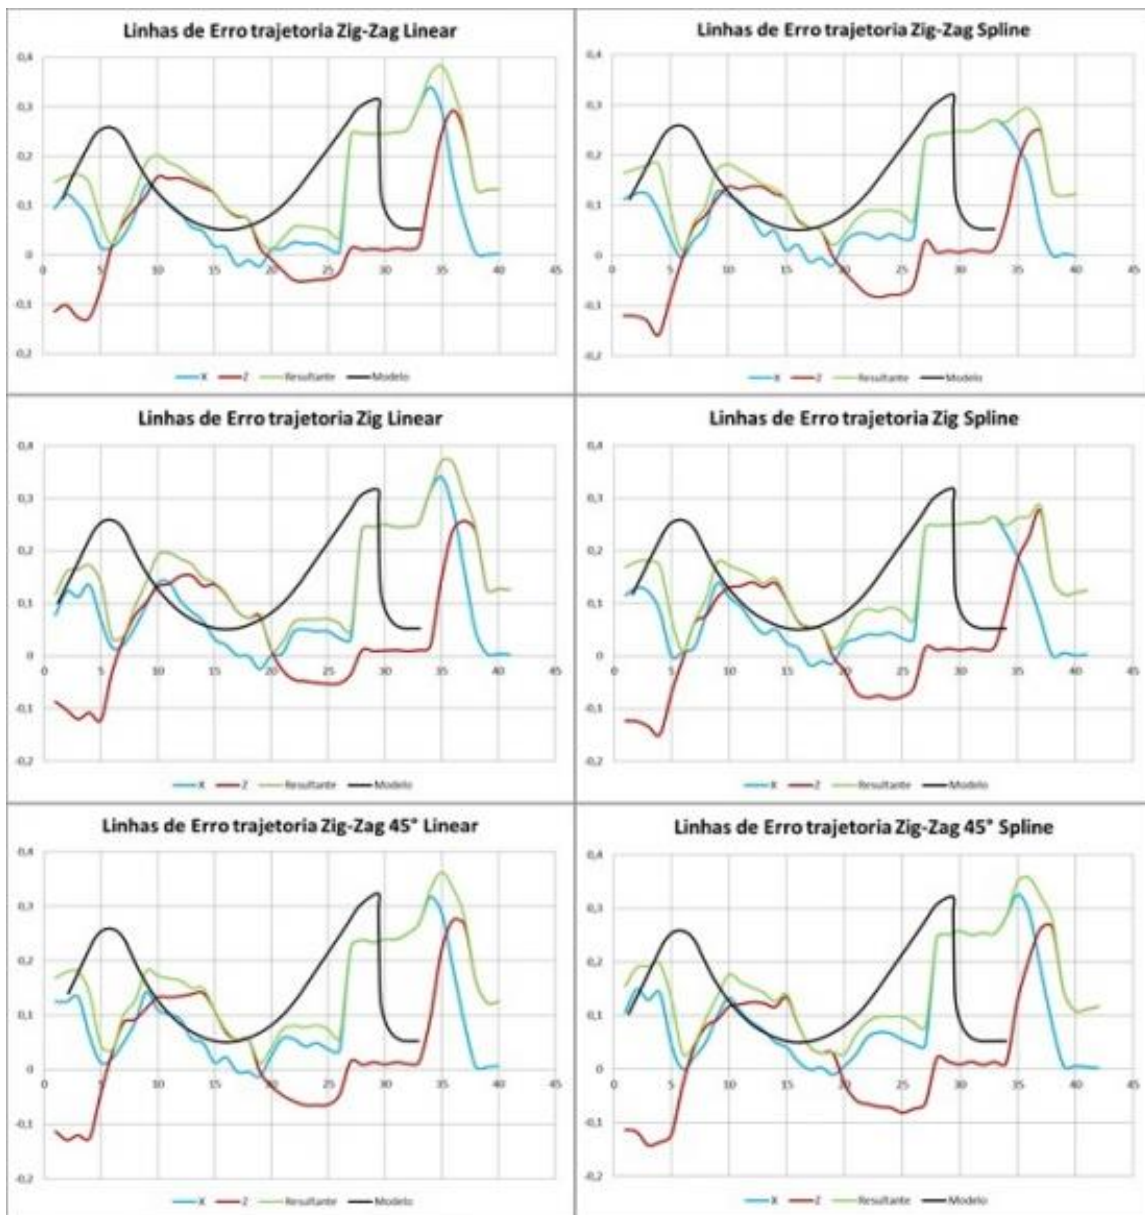 Linhas de Erro trajetoria Zig-Zag Linear
0,4
0,3
0,2
0,1
0
0 5 10 15 20 25 30 35 40 45
-0,1
-0,2
X Z Resultante Modelo
Linhas de Erro trajetoria Zig-Zag Spline
0,4
0,3
0,2
0,1
0
0 5 10 15 20 25 30 35 40 45
-0,1
-0,2
X Z Resultante Modelo
Linhas de Erro trajetoria Zig Linear
0,4
0,3
0,2
0,1
0
0 5 10 15 20 25 30 35 40 45
-0,1
-0,2
X Z Resultante Modelo
Linhas de Erro trajetoria Zig Spline
0,4
0,3
0,2
0,1
0
0 5 10 15 20 25 30 35 40 45
-0,1
-0,2
X Z Resultante Modelo
Linhas de Erro trajetoria Zig-Zag 45° Linear
0,4
0,3
0,2
0,1
0
0 5 10 15 20 25 30 35 40 45
-0,1
-0,2
X Z Resultante Modelo
Linhas de Erro trajetoria Zig-Zag 45° Spline
0,4
0,3
0,2
0,1
0
0 5 10 15 20 25 30 35 40 45
-0,1
-0,2
X Z Resultante Modelo